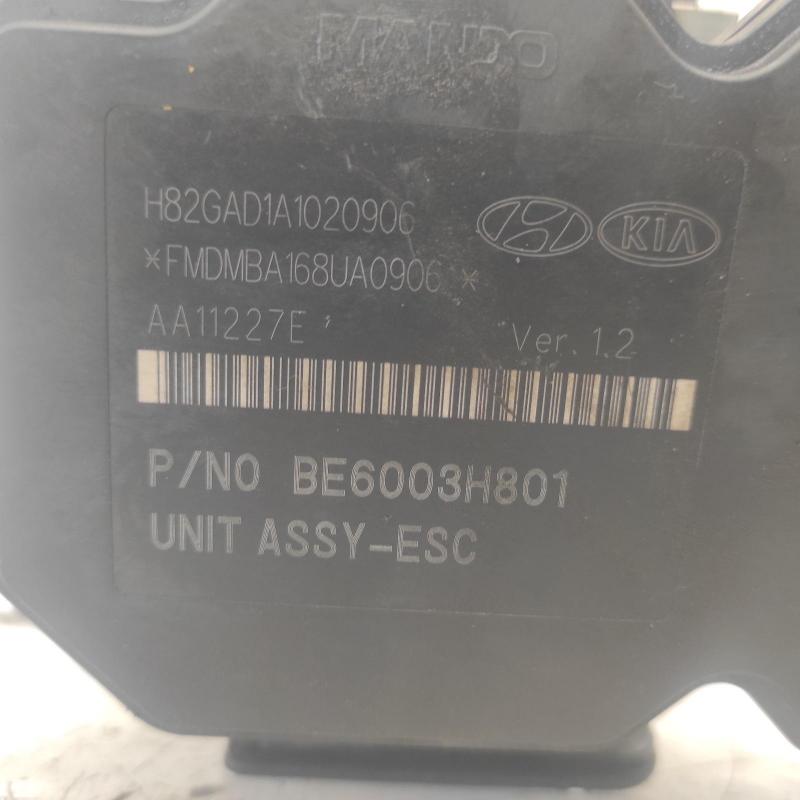 MANDO
H82GAD1A1020906
KIA
*FMDMBA168UA0906 *
AA11227E
Ver. 1.2
P/NO BE6003H801
UNIT ASSY-ESC